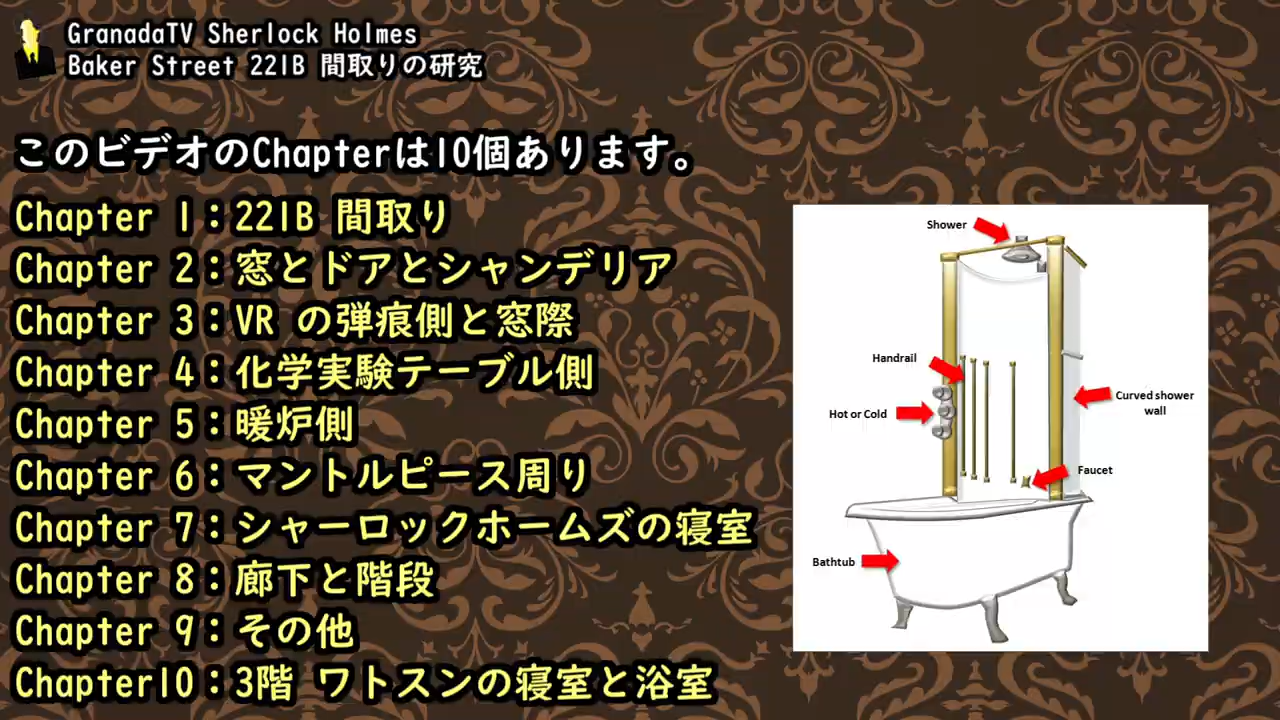 GranadaTV Sherlock Holmes
Baker Street 221B 間取りの研究
このビデオのChapterは10個あります。
Chapter 1：221B 間取り
Chapter 2：窓とドアとシャンデリア
Chapter 3：VR の弾痕側と窓際
Chapter 4：化学実験テーブル側
Chapter 5：暖炉側
Chapter 6：マントルピース周り
Chapter 7：シャーロックホームズの寝室
Chapter 8：廊下と階段
Chapter 9：その他
Chapter10：3階 ワトスンの寝室と浴室
Shower
Handrail
Hot or Cold
Curved shower
wall
Faucet
Bathtub